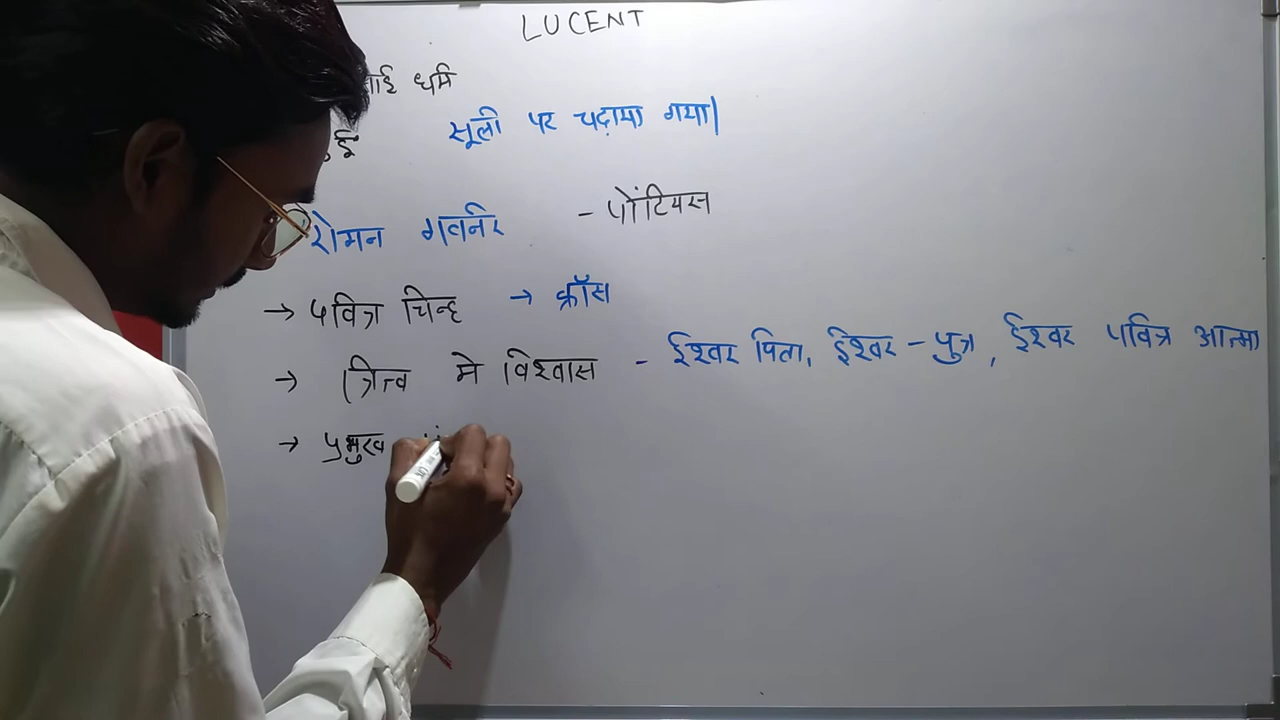 LUCENT
धर्म
सूली पर चढ़ाया गया|
रोमन गवर्नर - पोंटियस
→ पवित्र चिन्ह → क्रॉस
→ त्रित्व मे विश्वास - ईश्वर पिता, ईश्वर - पुत्र, ईश्वर पवित्र आत्मा
→ प्रमुख